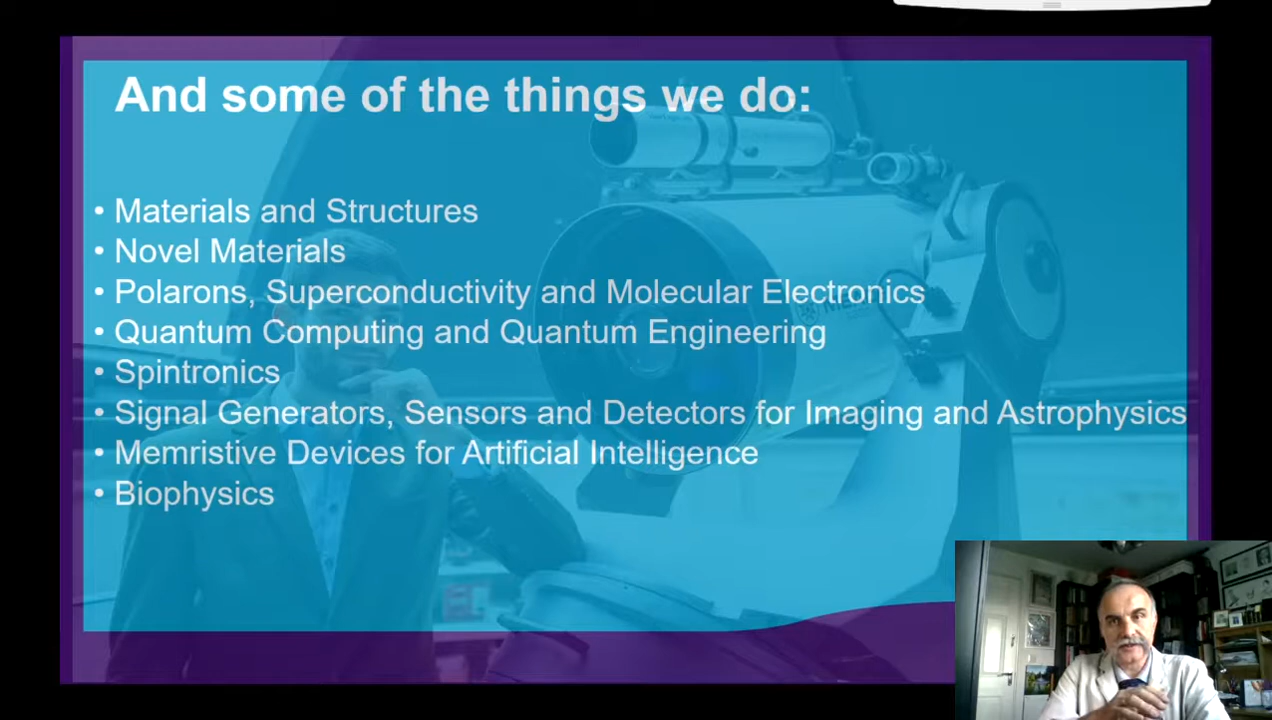 And some of the things we do:
• Materials and Structures
• Novel Materials
• Polarons, Superconductivity and Molecular Electronics
• Quantum Computing and Quantum Engineering
• Spintronics
• Signal Generators, Sensors and Detectors for Imaging and Astrophysics
• Memristive Devices for Artificial Intelligence
• Biophysics